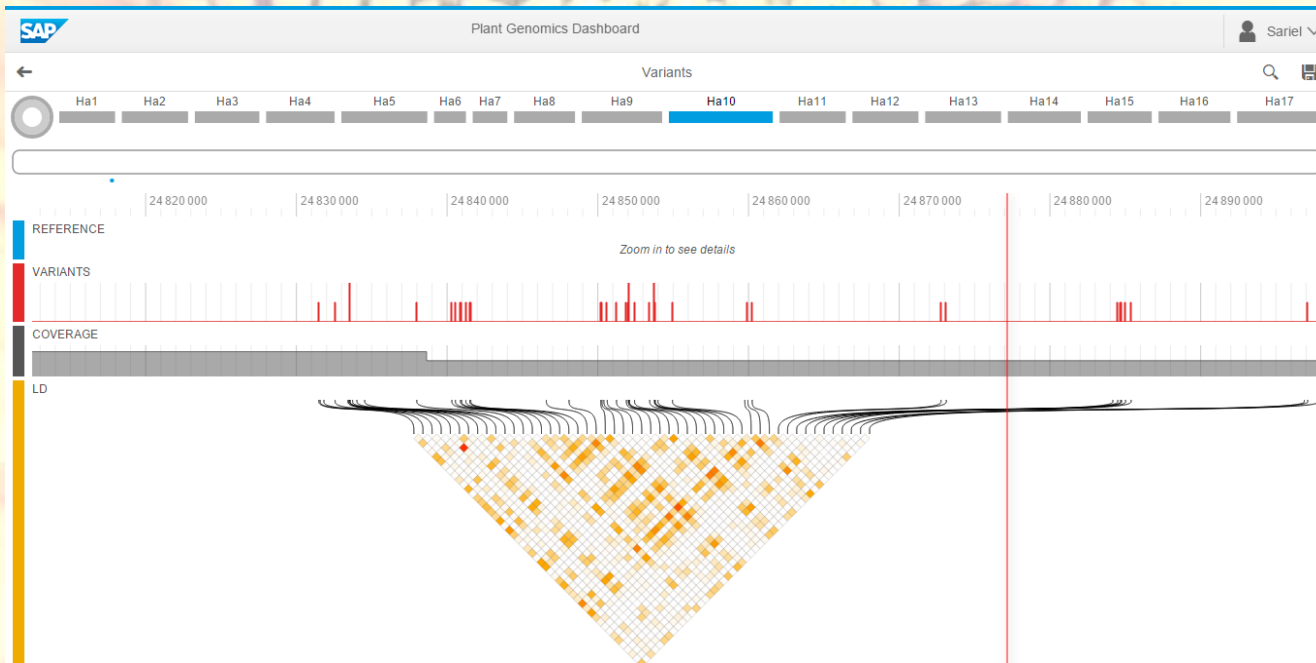 SAP
Plant Genomics Dashboard
Sariel
Variants
Ha1 Ha2 Ha3 Ha4 Ha5 Ha6 Ha7 Ha8 Ha9 Ha10 Ha11 Ha12 Ha13 Ha14 Ha15 Ha16 Ha17
24 820 000 24 830 000 24 840 000 24 850 000 24 860 000 24 870 000 24 880 000 24 890 000
REFERENCE
Zoom in to see details
VARIANTS
COVERAGE
LD